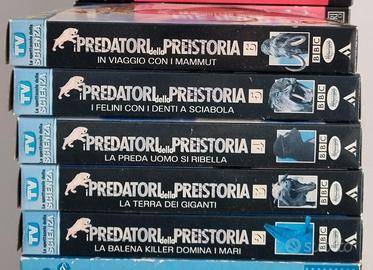 TV
SCIENZA
i PREDATORI della PREISTORIA
IN VIAGGIO CON I MAMMUT
BBC
TV
SCIENZA
i PREDATORI della PREISTORIA
I FELINI CON I DENTI A SCIABOLA
BBC
TV
SCIENZA
i PREDATORI della PREISTORIA
LA PREDA UOMO SI RIBELLA
BBC
TV
SCIENZA
i PREDATORI della PREISTORIA
LA TERRA DEI GIGANTI
BBC
TV
SCIENZA
i PREDATORI della PREISTORIA
LA BALENA KILLER DOMINA I MARI
BBC
subito